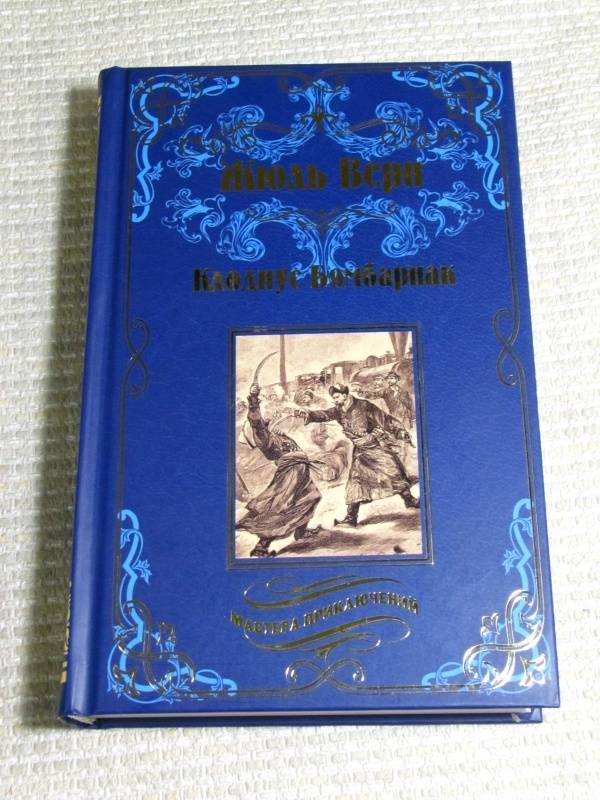 Жюль Верн
Клодиус Бомбарнак
МАСТЕРА ПРИКЛЮЧЕНИЙ